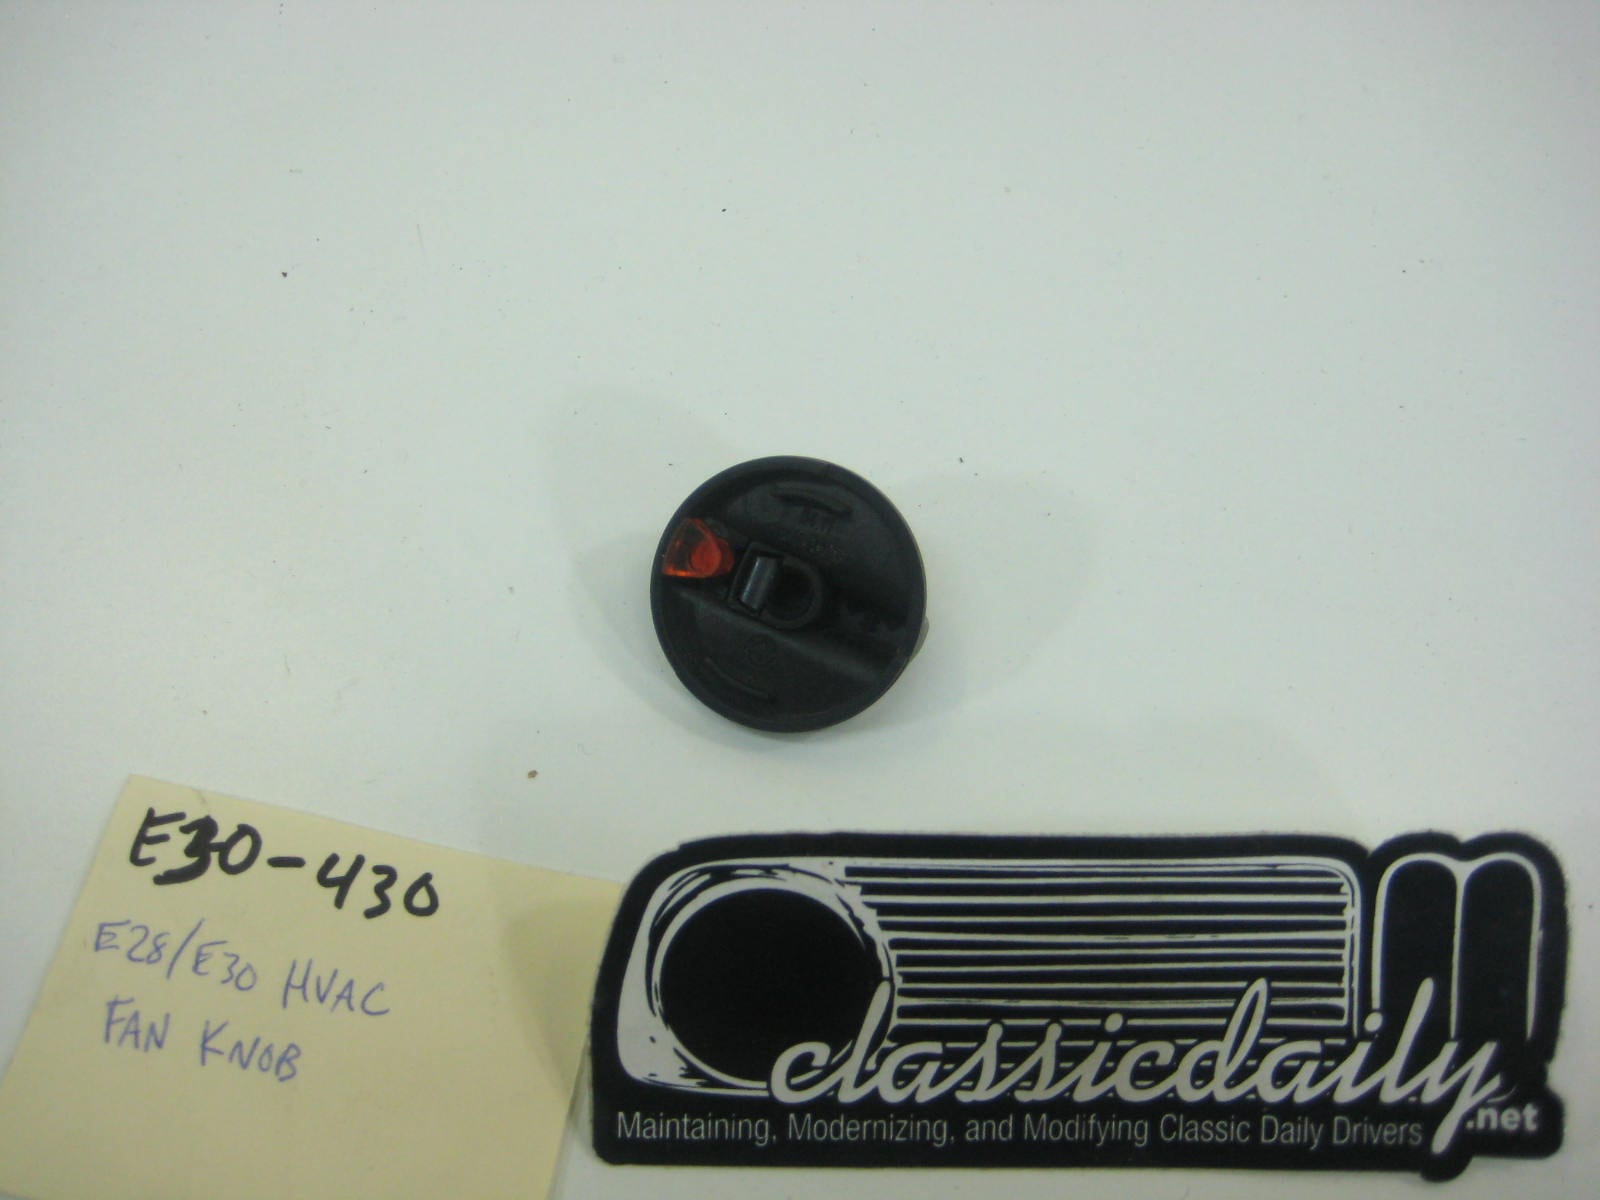 E30-430
E28/E30 HVAC
FAN KNOB
classicdaily.net
Maintaining, Modernizing, and Modifying Classic Daily Drivers